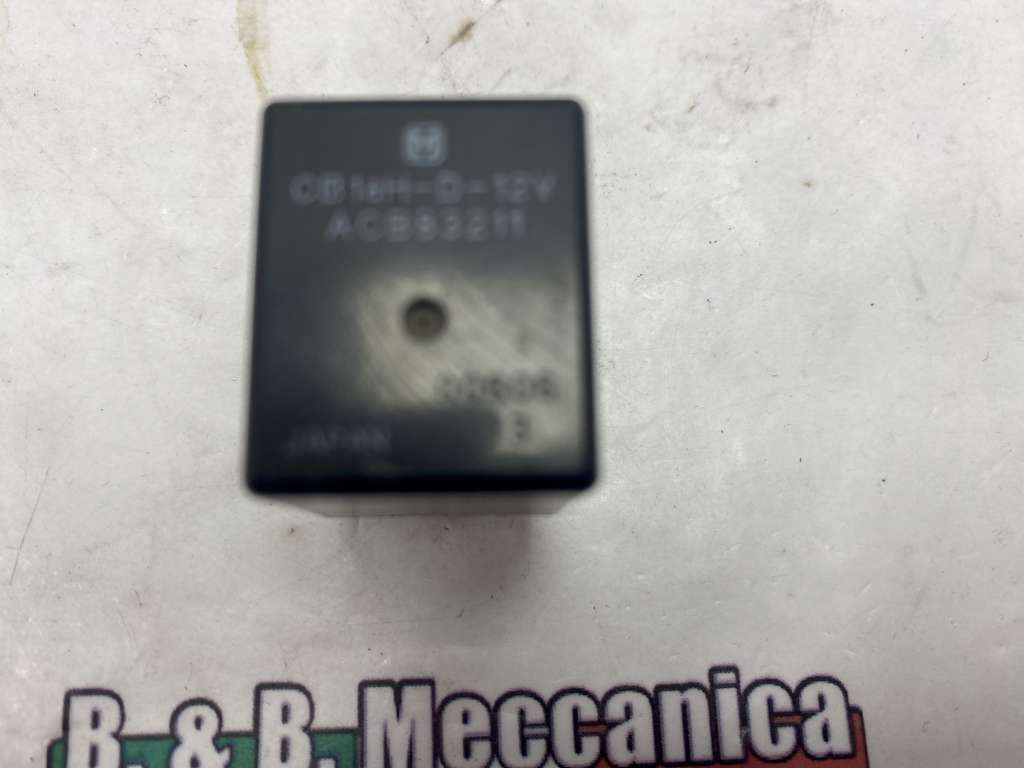 CB1aH-D-12V
ACB93211
JAPAN
B. & B. Meccanica